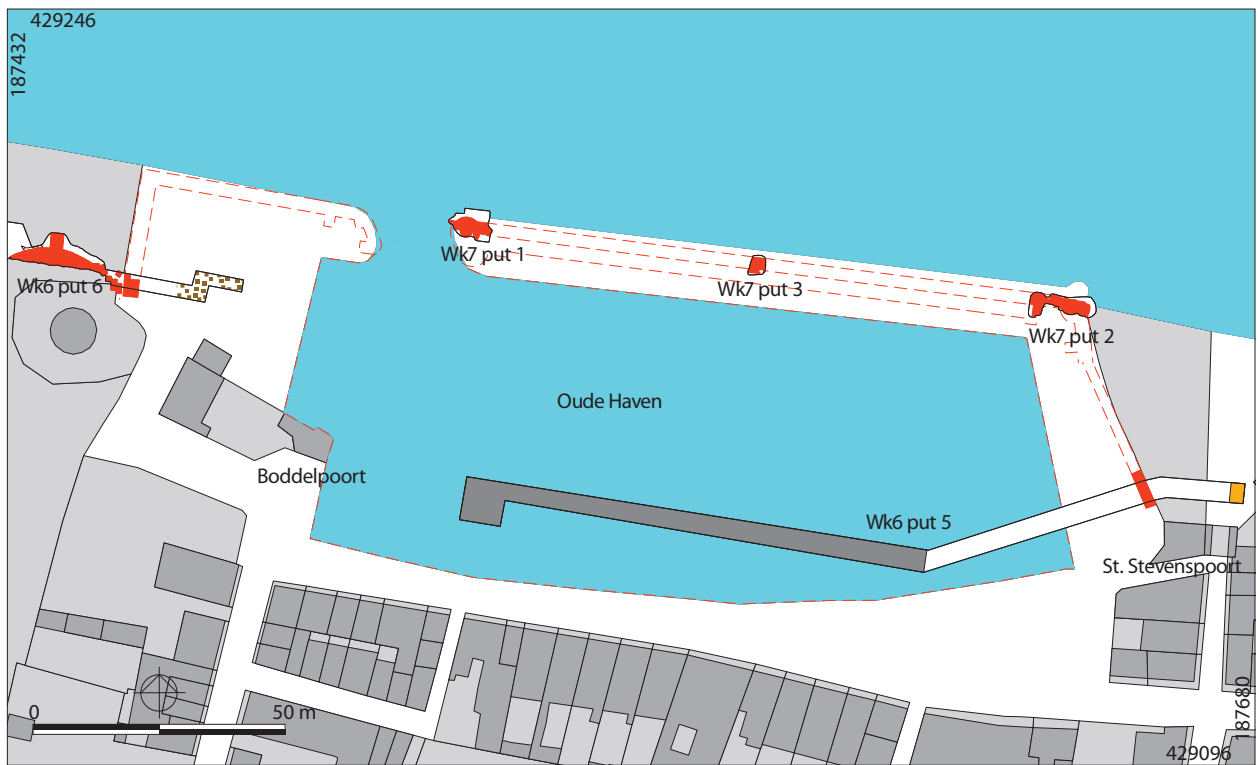 429246
187432
Wk7 put 1
Wk7 put 3
Wk6 put 6
Wk7 put 2
Oude Haven
Boddelpoort
Wk6 put 5
St. Stevenspoort
0 50 m
187680
429096